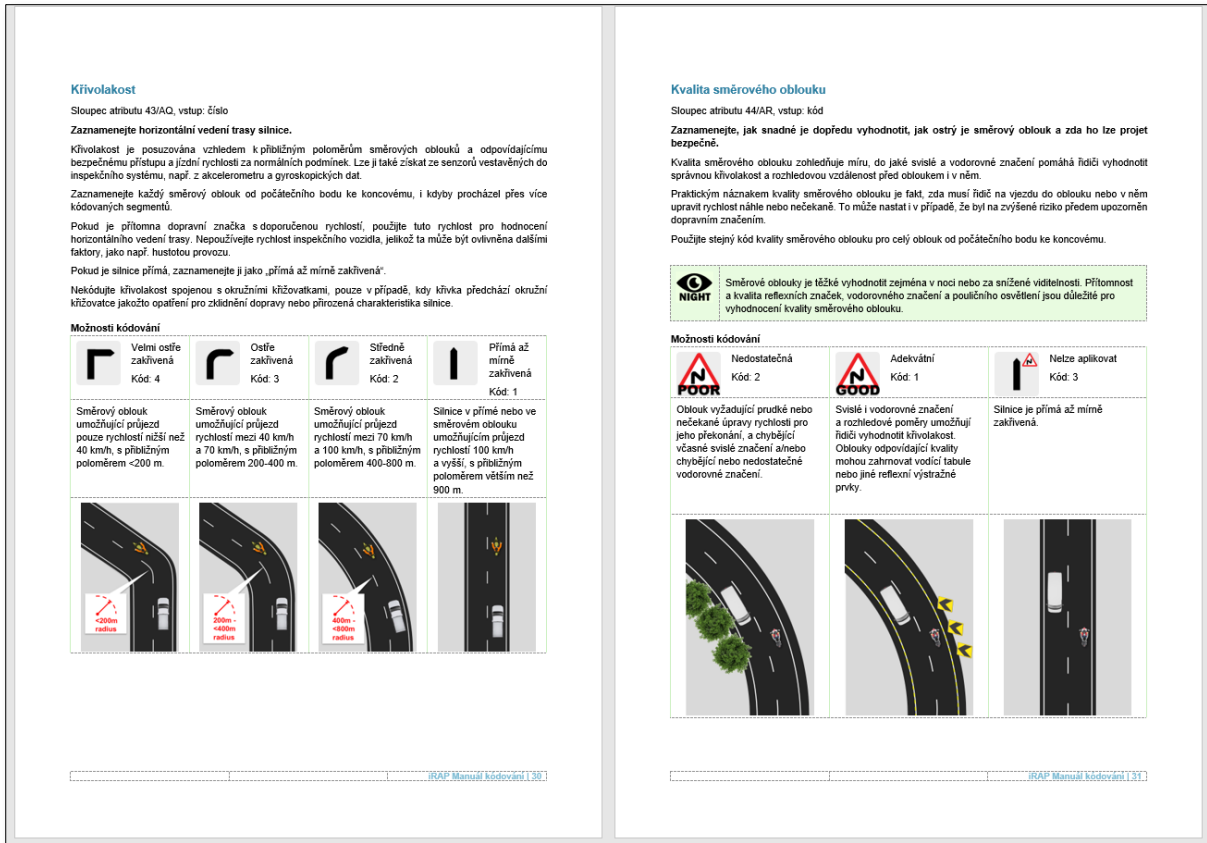 Křivolakost
Sloupec atributu 43/AQ, vstup: číslo
Zaznamenejte horizontální vedení trasy silnice.
Křivolakost je posuzována vzhledem k přibližným poloměrům směrových oblouků a odpovídajícímu
bezpečnému přístupu a jízdní rychlosti za normálních podmínek. Lze ji také získat ze senzorů vestavěných do
inspekčního systému, např. z akcelerometru a gyroskopických dat.
Zaznamenejte každý směrový oblouk od počátečního bodu ke koncovému, i kdyby procházel přes více
kódovaných segmentů.
Pokud je přítomna dopravní značka s doporučenou rychlostí, použijte tuto rychlost pro hodnocení
horizontálního vedení trasy. Nepoužívejte rychlost inspekčního vozidla, jelikož ta může být ovlivněna dalšími
faktory, jako např. hustotou provozu.
Pokud je silnice přímá, zaznamenejte ji jako „přímá až mírně zakřivená“.
Nekódujte křivolakost spojenou s okružními křižovatkami, pouze v případě, kdy křivka předchází okružní
křižovatce jakožto opatření pro zklidnění dopravy nebo přirozená charakteristika silnice.
Možnosti kódování
Velmi ostře
zakřivená
Kód: 4
Ostře
zakřivená
Kód: 3
Středně
zakřivená
Kód: 2
Přímá až
mírně
zakřivená
Kód: 1
Směrový oblouk
umožňující průjezd
pouze rychlostí nižší než
40 km/h, s přibližným
poloměrem <200 m.
Směrový oblouk
umožňující průjezd
rychlostí mezi 40 km/h
a 70 km/h, s přibližným
poloměrem 200-400 m.
Směrový oblouk
umožňující průjezd
rychlostí mezi 70 km/h
a 100 km/h, s přibližným
poloměrem 400-800 m.
Silnice v přímé nebo ve
směrovém oblouku
umožňujícím průjezd
rychlostí 100 km/h
a vyšší, s přibližným
poloměrem větším než
900 m.
<200m
radius
200m -
<400m
radius
400m -
<800m
radius
iRAP Manuál kódování | 30
Kvalita směrového oblouku
Sloupec atributu 44/AR, vstup: kód
Zaznamenejte, jak snadné je dopředu vyhodnotit, jak ostrý je směrový oblouk a zda ho lze projet
bezpečně.
Kvalita směrového oblouku zohledňuje míru, do jaké svislé a vodorovné značení pomáhá řidiči vyhodnotit
správnou křivolakost a rozhledovou vzdálenost před obloukem i v něm.
Praktickým náznakem kvality směrového oblouku je fakt, zda musí řidič na vjezdu do oblouku nebo v něm
upravit rychlost náhle nebo nečekaně. To může nastat i v případě, že byl na zvýšené riziko předem upozorněn
dopravním značením.
Použijte stejný kód kvality směrového oblouku pro celý oblouk od počátečního bodu ke koncovému.
NIGHT
Směrové oblouky je těžké vyhodnotit zejména v noci nebo za snížené viditelnosti. Přítomnost
a kvalita reflexních značek, vodorovného značení a pouličního osvětlení jsou důležité pro
vyhodnocení kvality směrového oblouku.
Možnosti kódování
POOR
Nedostatečná
Kód: 2
GOOD
Adekvátní
Kód: 1
Nelze aplikovat
Kód: 3
Oblouk vyžadující prudké nebo
nečekané úpravy rychlosti pro
jeho překonání, a chybějící
včasné svislé značení a/nebo
chybějící nebo nedostatečné
vodorovné značení.
Svislé i vodorovné značení
a rozhledové poměry umožňují
řidiči vyhodnotit křivolakost.
Oblouky odpovídající kvality
mohou zahrnovat vodící tabule
nebo jiné reflexní výstražné
prvky.
Silnice je přímá až mírně
zakřivená.
iRAP Manuál kódování | 31